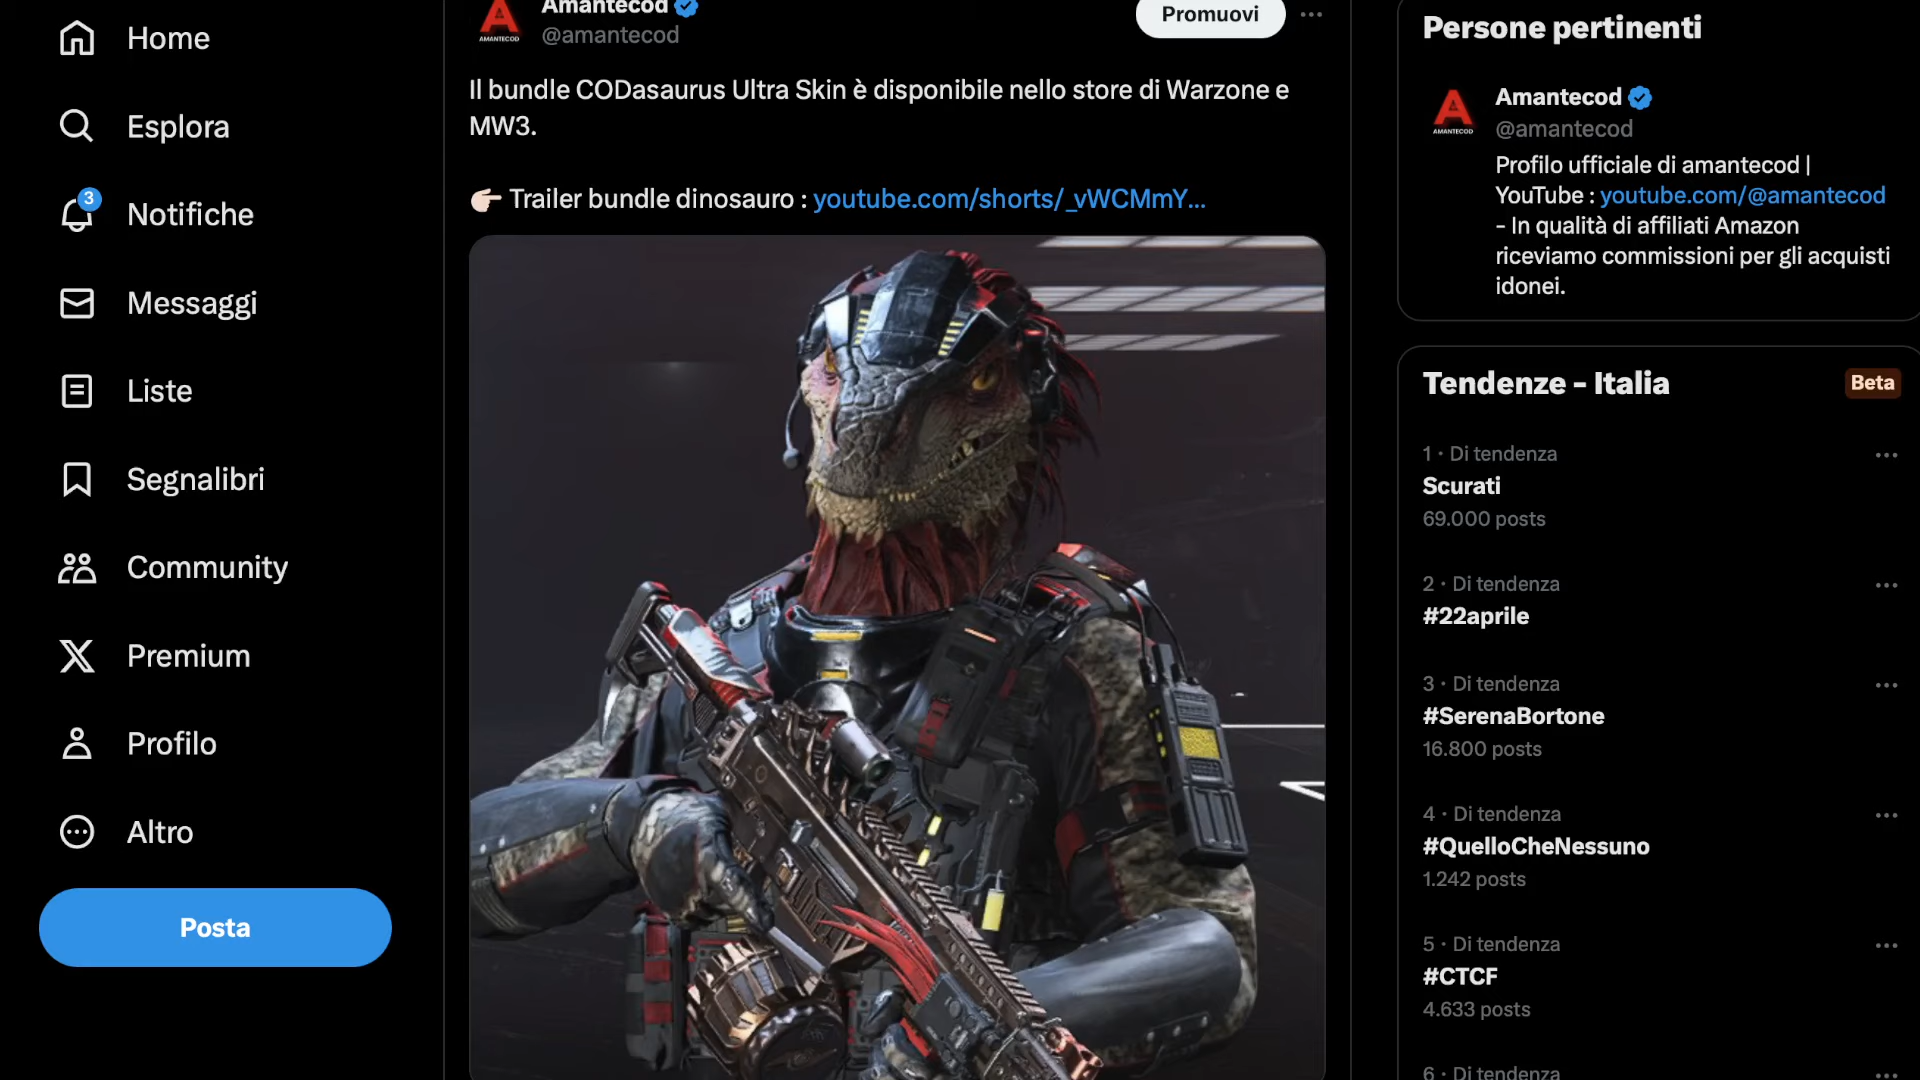 Home
Esplora
3
Notifiche
Messaggi
Liste
Segnalibri
Community
Premium
Profilo
Altro
Posta
AMANTECOD
Amantecod
@amantecod
Promuovi
Il bundle CODasaurus Ultra Skin è disponibile nello store di Warzone e
MW3.
👉🏻 Trailer bundle dinosauro : youtube.com/shorts/_vWCMmY…
Persone pertinenti
AMANTECOD
Amantecod
@amantecod
Profilo ufficiale di amantecod |
YouTube : youtube.com/@amantecod
- In qualità di affiliati Amazon
riceviamo commissioni per gli acquisti
idonei.
Tendenze - Italia
Beta
1 · Di tendenza
Scurati
69.000 posts
2 · Di tendenza
#22aprile
3 · Di tendenza
#SerenaBortone
16.800 posts
4 · Di tendenza
#QuelloCheNessuno
1.242 posts
5 · Di tendenza
#CTCF
4.633 posts
6 · Di tendenza